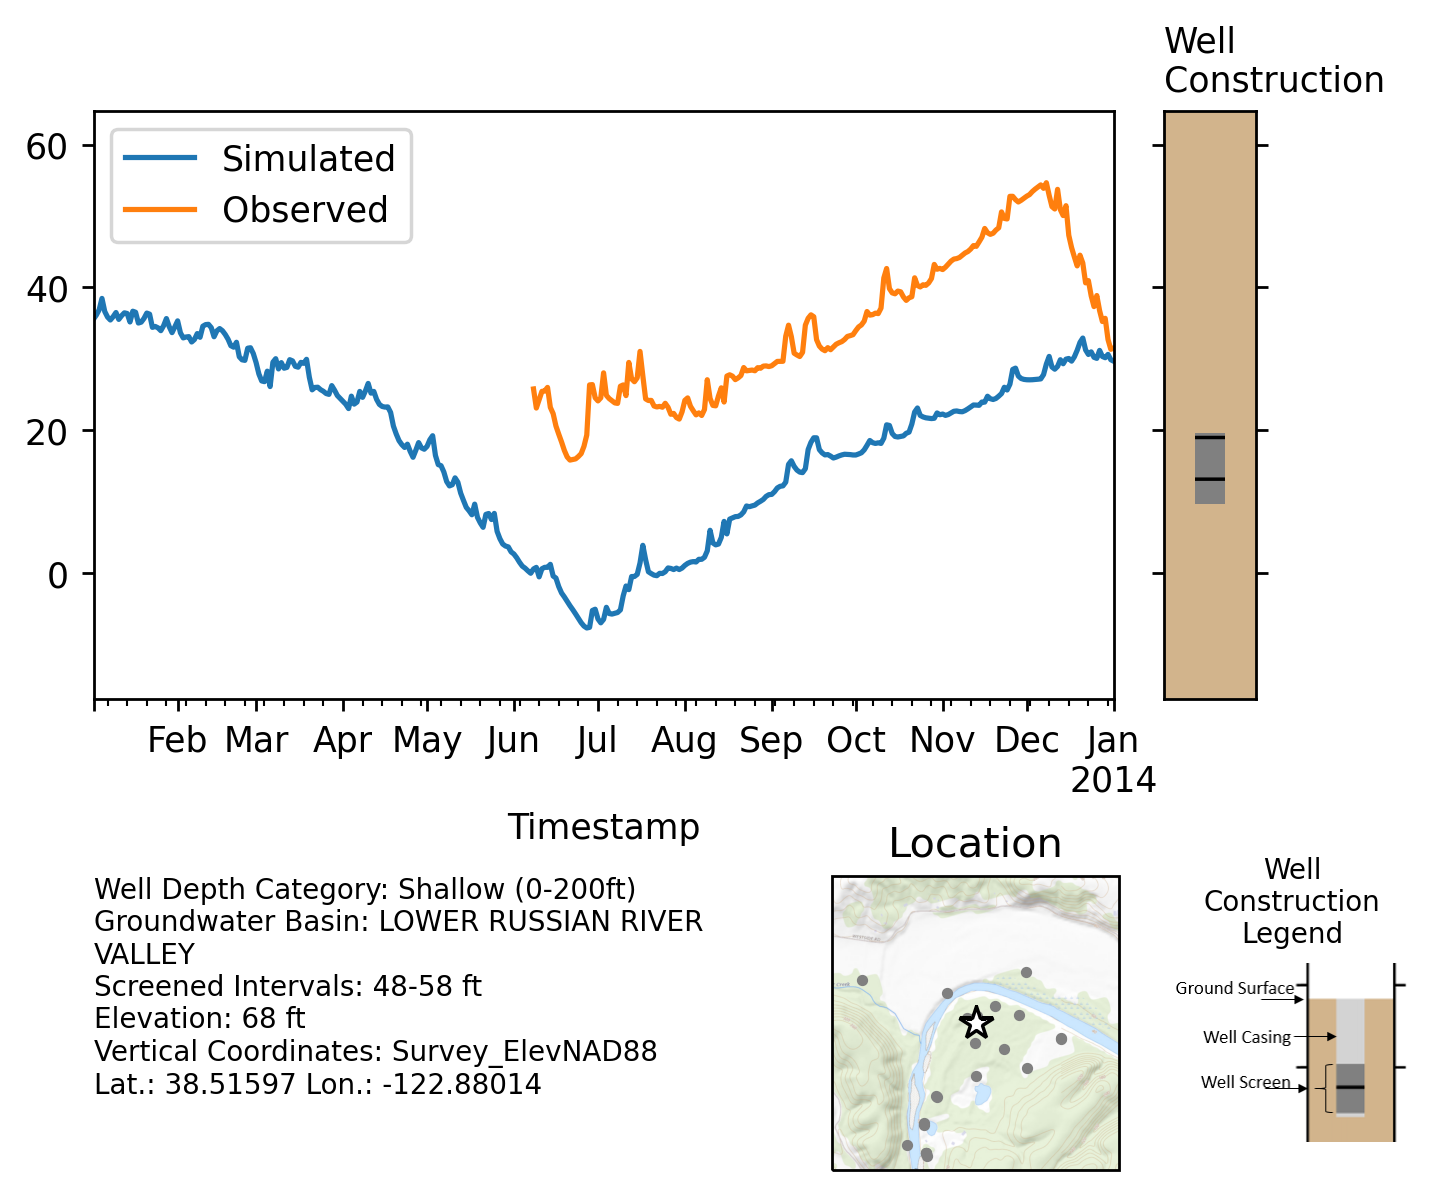 Well
Construction
60
40
20
0
Simulated
Observed
Feb Mar Apr May Jun Jul Aug Sep Oct Nov Dec Jan
2014
Timestamp
Well Depth Category: Shallow (0-200ft)
Groundwater Basin: LOWER RUSSIAN RIVER
VALLEY
Screened Intervals: 48-58 ft
Elevation: 68 ft
Vertical Coordinates: Survey_ElevNAD88
Lat.: 38.51597 Lon.: -122.88014
Location
Well
Construction
Legend
Ground Surface
Well Casing
Well Screen